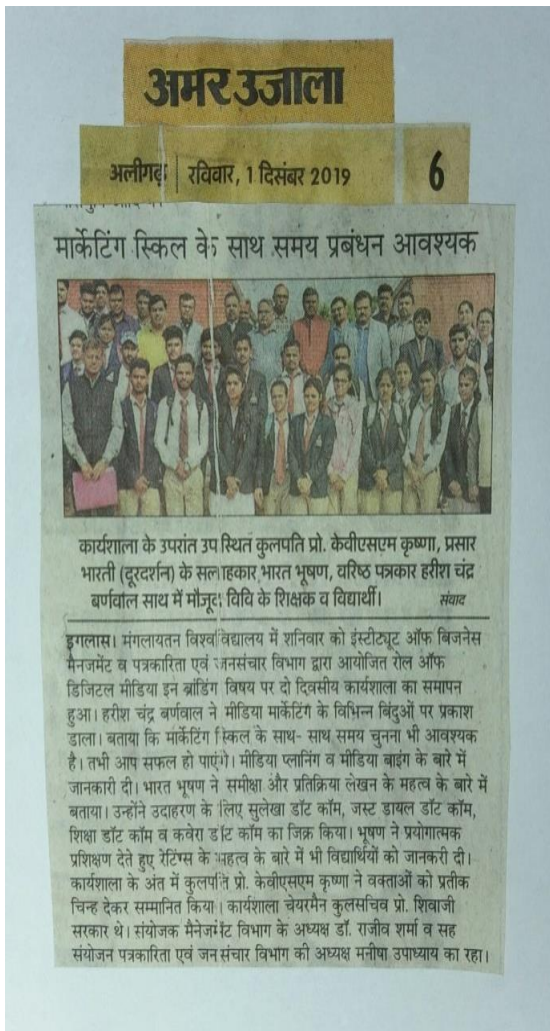 अमर उजाला
अलीगढ़ | रविवार, 1 दिसंबर 2019 6
मार्केटिंग स्किल के साथ समय प्रबंधन आवश्यक
कार्यशाला के उपरांत उपस्थित कुलपति प्रो. केवीएसएम कृष्णा, प्रसार
भारती (दूरदर्शन) के सलाहकार भारत भूषण, वरिष्ठ पत्रकार हरीश चंद्र
बर्णवाल साथ में मौजूद विवि के शिक्षक व विद्यार्थी। संवाद
इगलास। मंगलायतन विश्वविद्यालय में शनिवार को इंस्टीट्यूट ऑफ बिजनेस
मैनजमेंट व पत्रकारिता एवं जनसंचार विभाग द्वारा आयोजित रोल ऑफ
डिजिटल मीडिया इन ब्रांडिंग विषय पर दो दिवसीय कार्यशाला का समापन
हुआ। हरीश चंद्र बर्णवाल ने मीडिया मार्केटिंग के विभिन्न बिंदुओं पर प्रकाश
डाला। बताया कि मार्केटिंग स्किल के साथ- साथ समय चुनना भी आवश्यक
है। तभी आप सफल हो पाएंगे। मीडिया प्लानिंग व मीडिया बाइंग के बारे में
जानकारी दी। भारत भूषण ने समीक्षा और प्रतिक्रिया लेखन के महत्व के बारे में
बताया। उन्होंने उदाहरण के लिए सुलेखा डॉट कॉम, जस्ट डायल डॉट कॉम,
शिक्षा डॉट कॉम व कवेरा डॉट कॉम का जिक्र किया। भूषण ने प्रयोगात्मक
प्रशिक्षण देते हुए रेटिंग्स के महत्व के बारे में भी विद्यार्थियों को जानकरी दी।
कार्यशाला के अंत में कुलपति प्रो. केवीएसएम कृष्णा ने वक्ताओं को प्रतीक
चिन्ह देकर सम्मानित किया। कार्यशाला चेयरमैन कुलसचिव प्रो. शिवाजी
सरकार थे। संयोजक मैनेजमेंट विभाग के अध्यक्ष डॉ. राजीव शर्मा व सह
संयोजन पत्रकारिता एवं जनसंचार विभाग की अध्यक्ष मनीषा उपाध्याय का रहा।